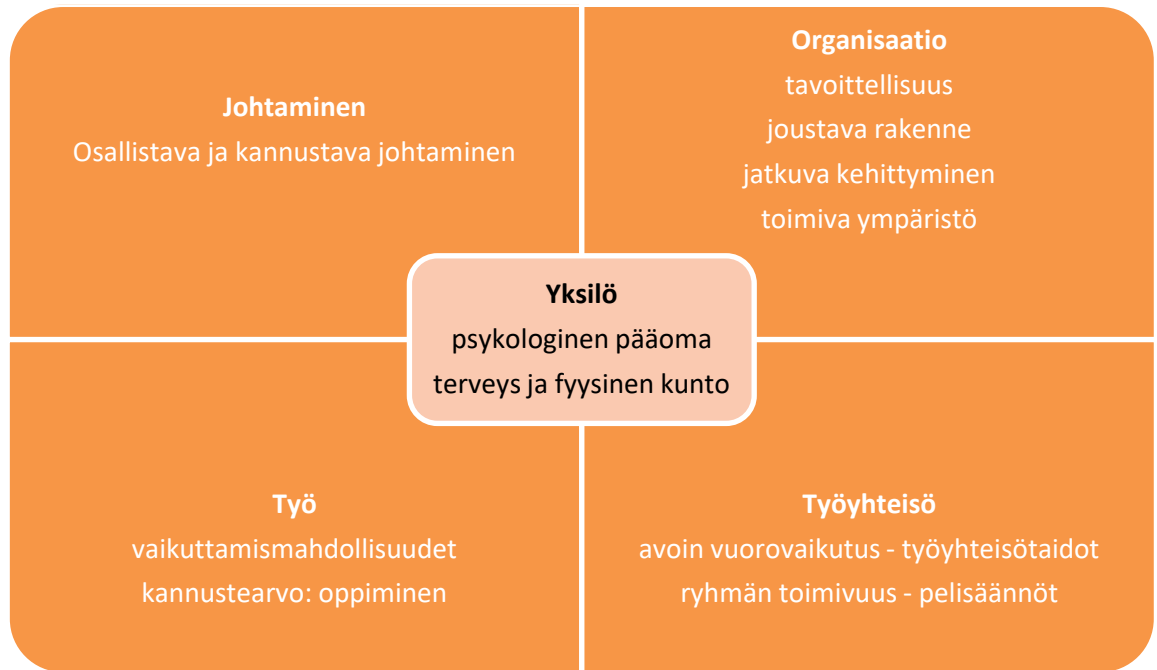 Johtaminen
Osallistava ja kannustava johtaminen
Organisaatio
tavoittellisuus
joustava rakenne
jatkuva kehittyminen
toimiva ympäristö
Yksilö
psykologinen pääoma
terveys ja fyysinen kunto
Työ
vaikuttamismahdollisuudet
kannustearvo: oppiminen
Työyhteisö
avoin vuorovaikutus - työyhteisötaidot
ryhmän toimivuus - pelisäännöt